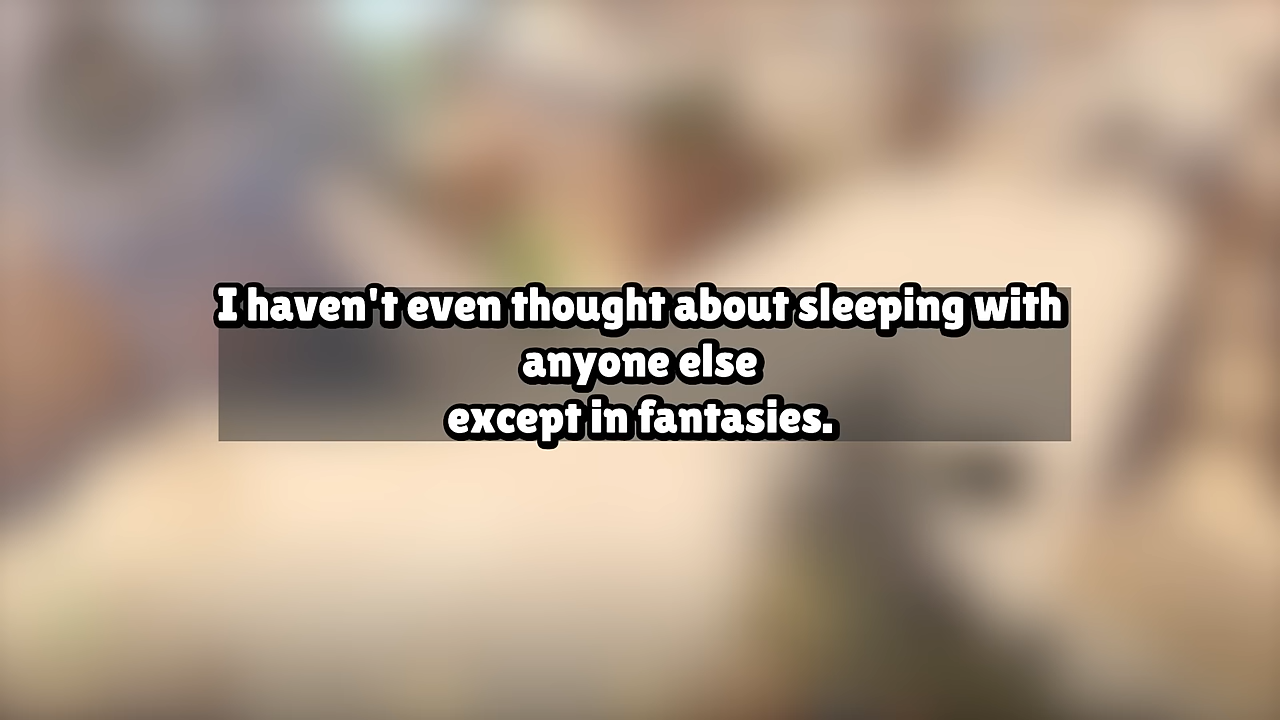 I haven't even thought about sleeping with
anyone else
except in fantasies.